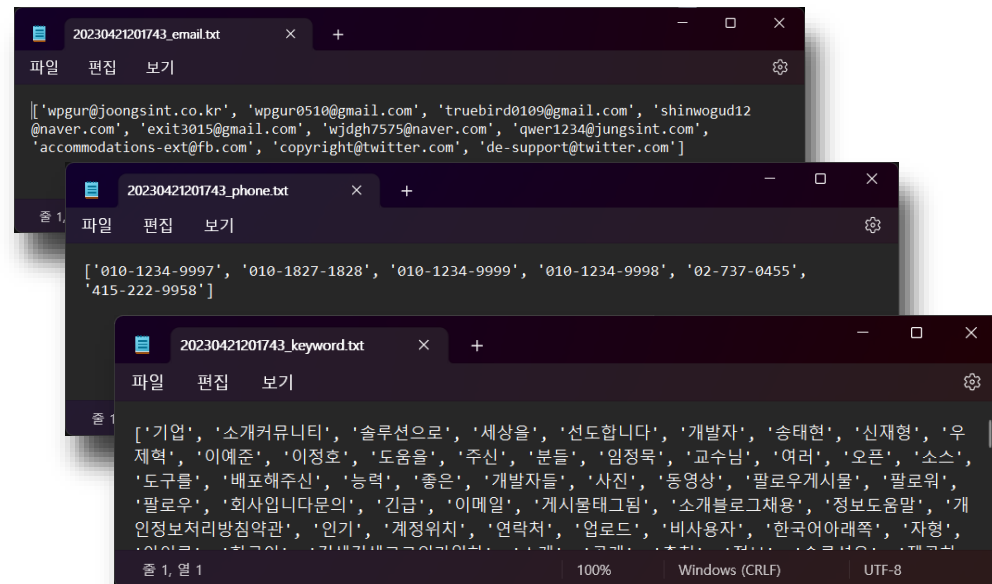 20230421201743_email.txt
파일 편집 보기
['wpgur@joongsint.co.kr', 'wpgur0510@gmail.com', 'truebird0109@gmail.com', 'shinwogud12
@naver.com', 'exit3015@gmail.com', 'wjdgh7575@naver.com', 'qwer1234@jungsint.com',
'accommodations-ext@fb.com', 'copyright@twitter.com', 'de-support@twitter.com']
줄 1,
20230421201743_phone.txt
파일 편집 보기
['010-1234-9997', '010-1827-1828', '010-1234-9999', '010-1234-9998', '02-737-0455',
'415-222-9958']
줄 1
20230421201743_keyword.txt
파일 편집 보기
['기업', '소개커뮤니티', '솔루션으로', '세상을', '선도합니다', '개발자', '송태현', '신재형', '우
제혁', '이예준', '이정호', '도움을', '주신', '분들', '임정묵', '교수님', '여러', '오픈', '소스',
'도구를', '배포해주신', '능력', '좋은', '개발자들', '사진', '동영상', '팔로우게시물', '팔로워',
'팔로우', '회사입니다문의', '긴급', '이메일', '게시물태그됨', '소개블로그채용', '정보도움말', '개
인정보처리방침약관', '인기', '계정위치', '연락처', '업로드', '비사용자', '한국어아래쪽', '자형',
줄 1, 열 1 100% Windows (CRLF) UTF-8